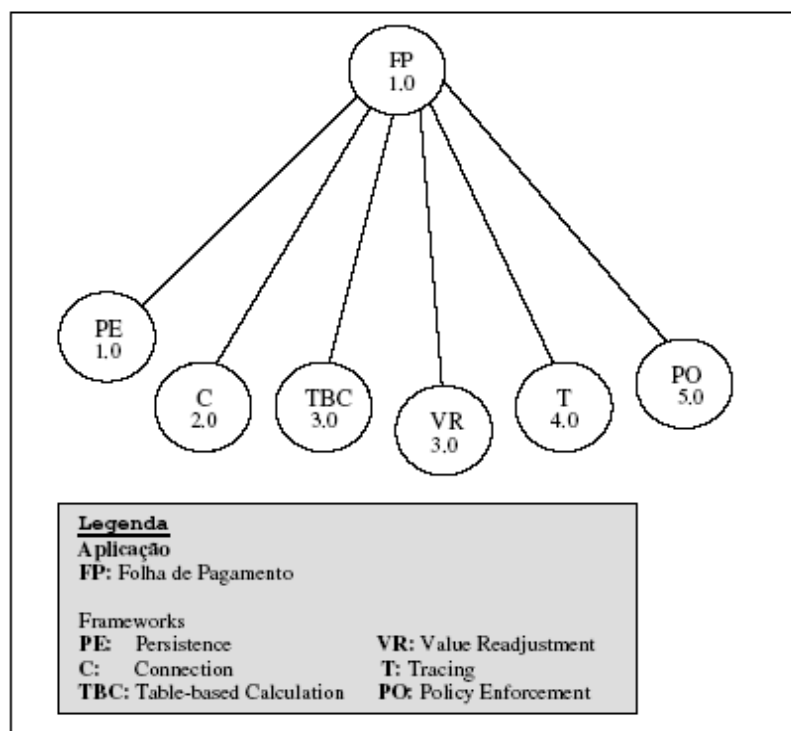 FP
1.0
PE
1.0
C
2.0
TBC
3.0
VR
3.0
T
4.0
PO
5.0
Legenda
Aplicação
FP: Folha de Pagamento
Frameworks
PE: Persistence VR: Value Readjustment
C: Connection T: Tracing
TBC: Table-based Calculation PO: Policy Enforcement